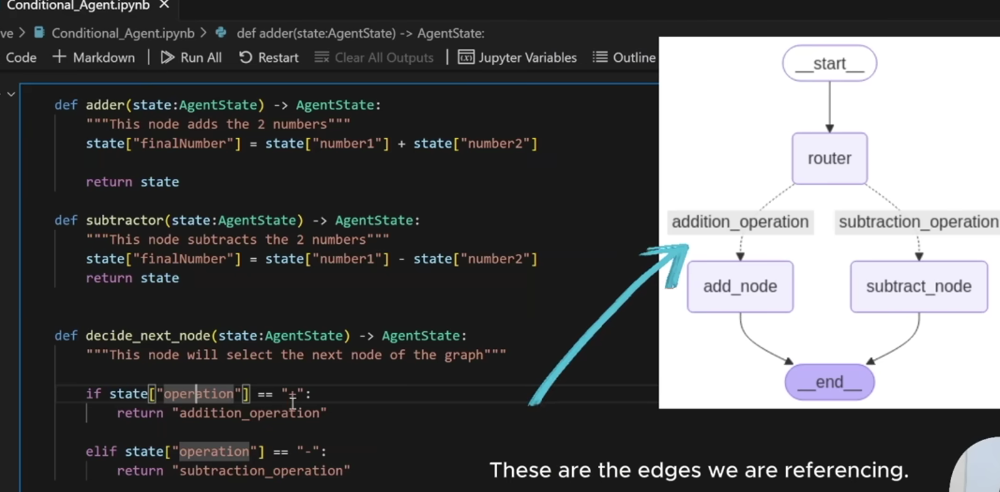 Conditional_Agent.ipynb ×
ve > Conditional_Agent.ipynb > def adder(state:AgentState) -> AgentState:
Code + Markdown | Run All Restart Clear All Outputs | Jupyter Variables Outline
def adder(state:AgentState) -> AgentState:
"""This node adds the 2 numbers"""
state["finalNumber"] = state["number1"] + state["number2"]
return state
def subtractor(state:AgentState) -> AgentState:
"""This node subtracts the 2 numbers"""
state["finalNumber"] = state["number1"] - state["number2"]
return state
def decide_next_node(state:AgentState) -> AgentState:
"""This node will select the next node of the graph"""
if state["operation"] == "+":
return "addition_operation"
elif state["operation"] == "-":
return "subtraction_operation"
__start__
router
addition_operation
subtraction_operation
add_node
subtract_node
__end__
These are the edges we are referencing.